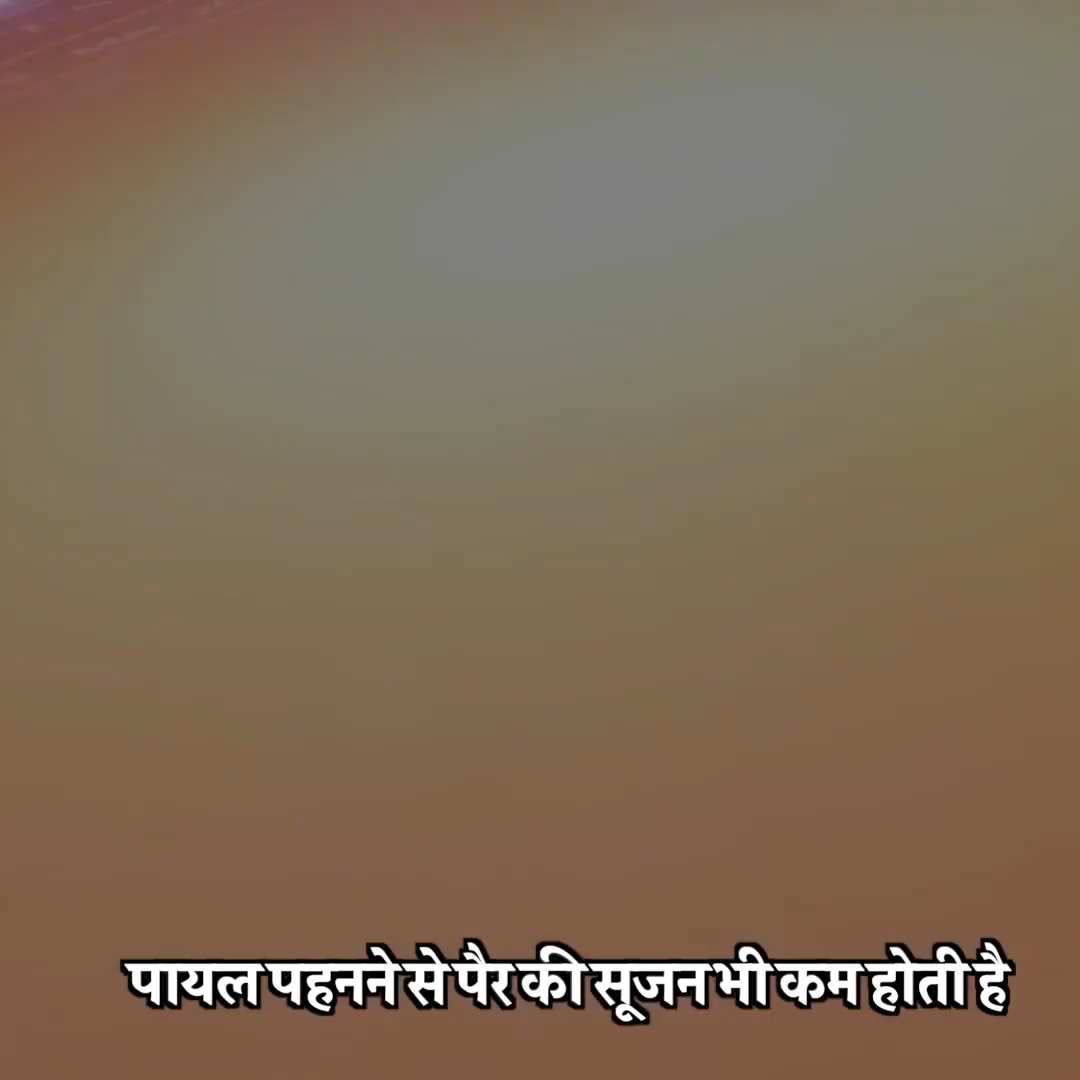 पायल पहनने से पैर की सूजन भी कम होती है